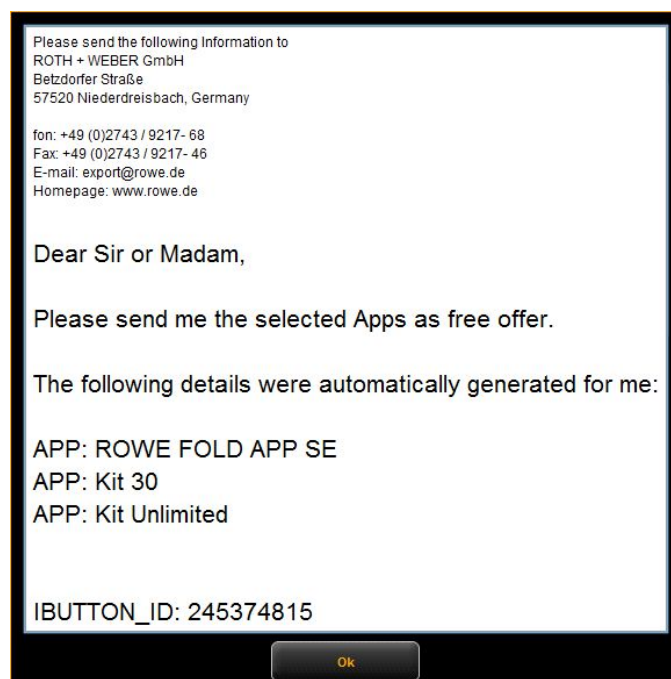 Please send the following Information to
ROTH + WEBER GmbH
Betzdorfer Straße
57520 Niederdreisbach, Germany
fon: +49 (0)2743 / 9217- 68
Fax: +49 (0)2743 / 9217- 46
E-mail: export@rowe.de
Homepage: www.rowe.de
Dear Sir or Madam,
Please send me the selected Apps as free offer.
The following details were automatically generated for me:
APP: ROWE FOLD APP SE
APP: Kit 30
APP: Kit Unlimited
IBUTTON_ID: 245374815
Ok